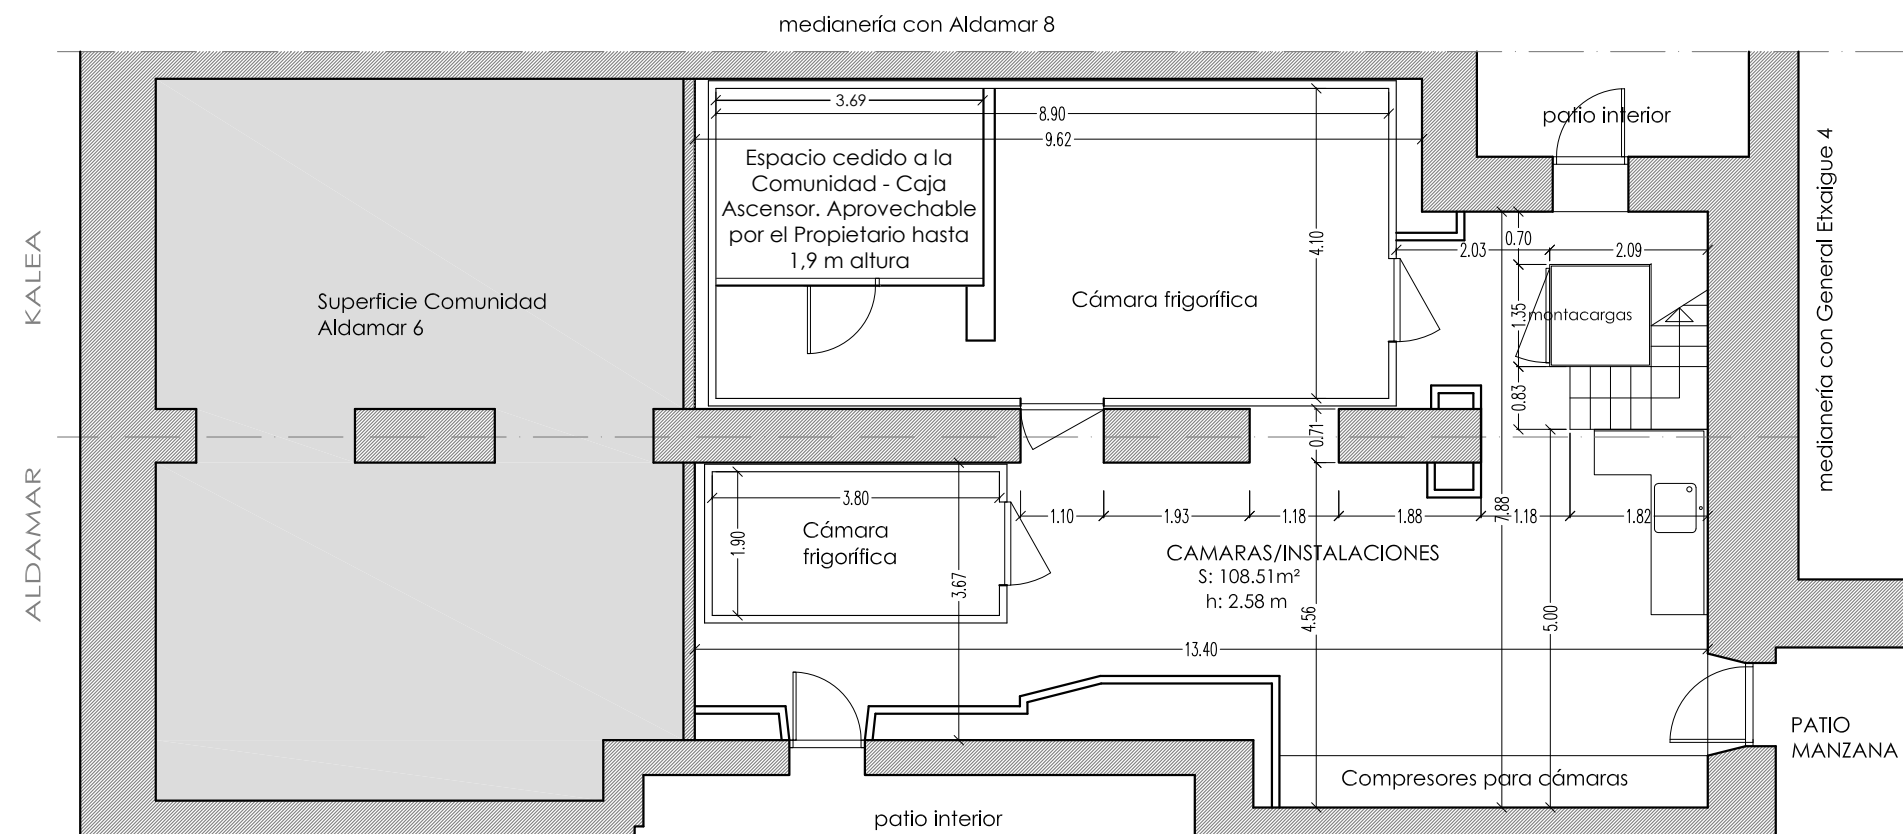 medianería con Aldamar 8
patio interior
3.69
8.90
9.62
Espacio cedido a la
Comunidad - Caja
Ascensor. Aprovechable
por el Propietario hasta
1,9 m altura
4.10
2.03
0.70
2.09
medianería con General Etxaigue 4
KALEA
Superficie Comunidad
Aldamar 6
Cámara frigorífica
1.35
montacargas
0.83
0.71
ALDAMAR
3.80
1.90
Cámara
frigorífica
3.67
1.10
1.93
1.18
1.88
7.88
1.18
1.82
CAMARAS/INSTALACIONES
S: 108.51m²
h: 2.58 m
4.56
5.00
13.40
PATIO
MANZANA
Compresores para cámaras
patio interior